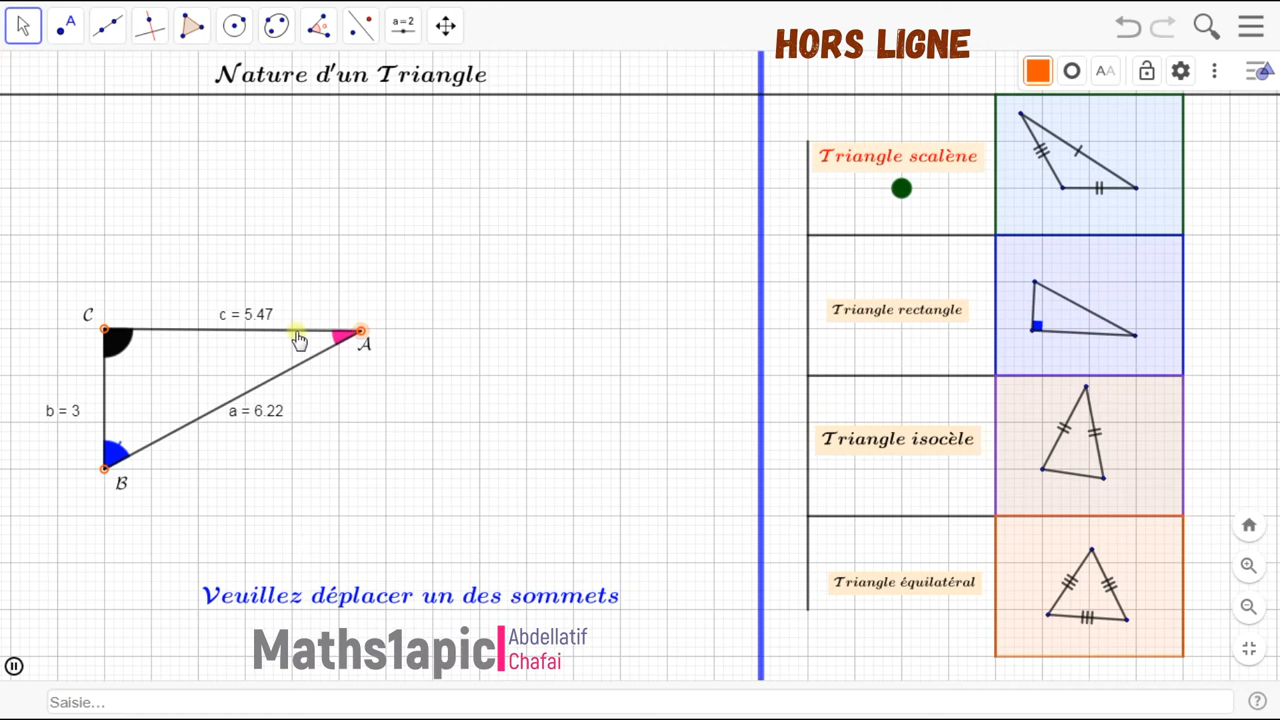 A
α
a=2
HORS LIGNE
AA
Nature d'un Triangle
Triangle scalène
Triangle rectangle
Triangle isocèle
Triangle équilatéral
C
c = 5.47
A
b = 3
a = 6.22
B
Veuillez déplacer un des sommets
Maths1apic
Abdellatif
Chafai
Saisie...
?